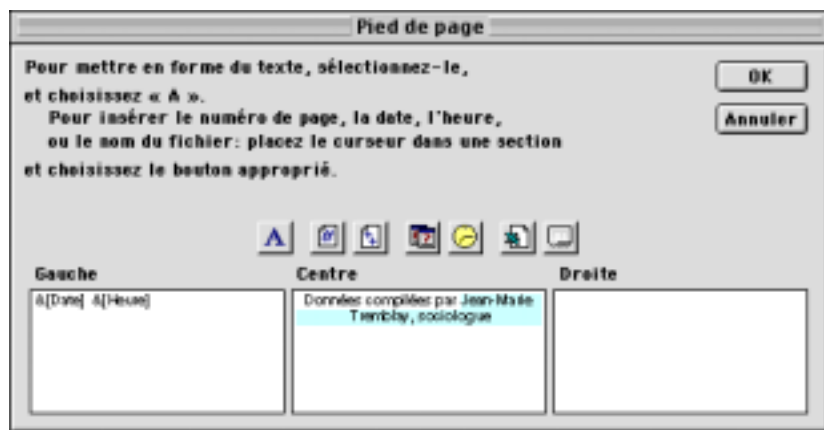 Pied de page
Pour mettre en forme du texte, sélectionnez-le,
et choisissez « A ».
Pour insérer le numéro de page, la date, l'heure,
ou le nom du fichier: placez le curseur dans une section
et choisissez le bouton approprié.
OK
Annuler
A
Gauche
Centre
Droite
&[Date] &[Heure]
Données compilées par Jean-Marie
Tremblay, sociologue